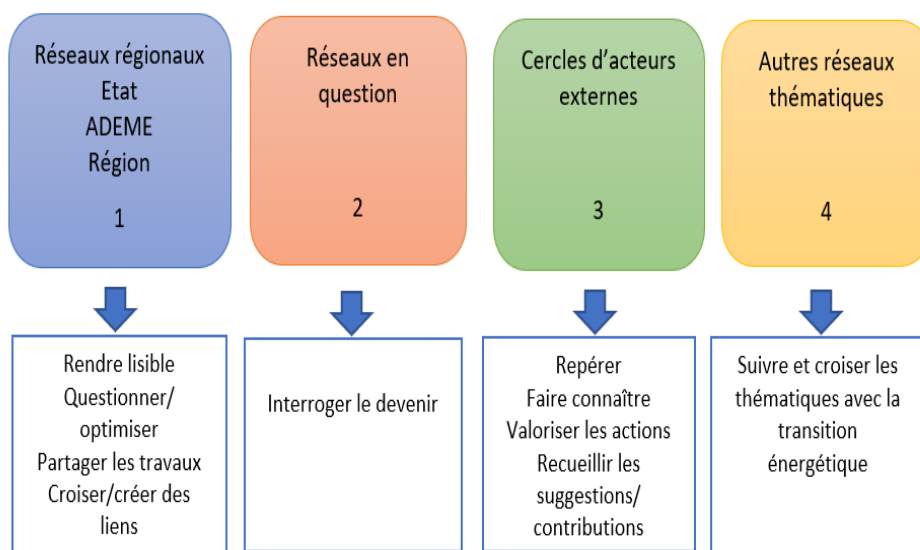 Réseaux régionaux
Etat
ADEME
Région
1
Réseaux en
question
2
Cercles d’acteurs
externes
3
Autres réseaux
thématiques
4
Rendre lisible
Questionner/
optimiser
Partager les travaux
Croiser/créer des
liens
Interroger le devenir
Repérer
Faire connaître
Valoriser les actions
Recueillir les
suggestions/
contributions
Suivre et croiser les
thématiques avec la
transition
énergétique